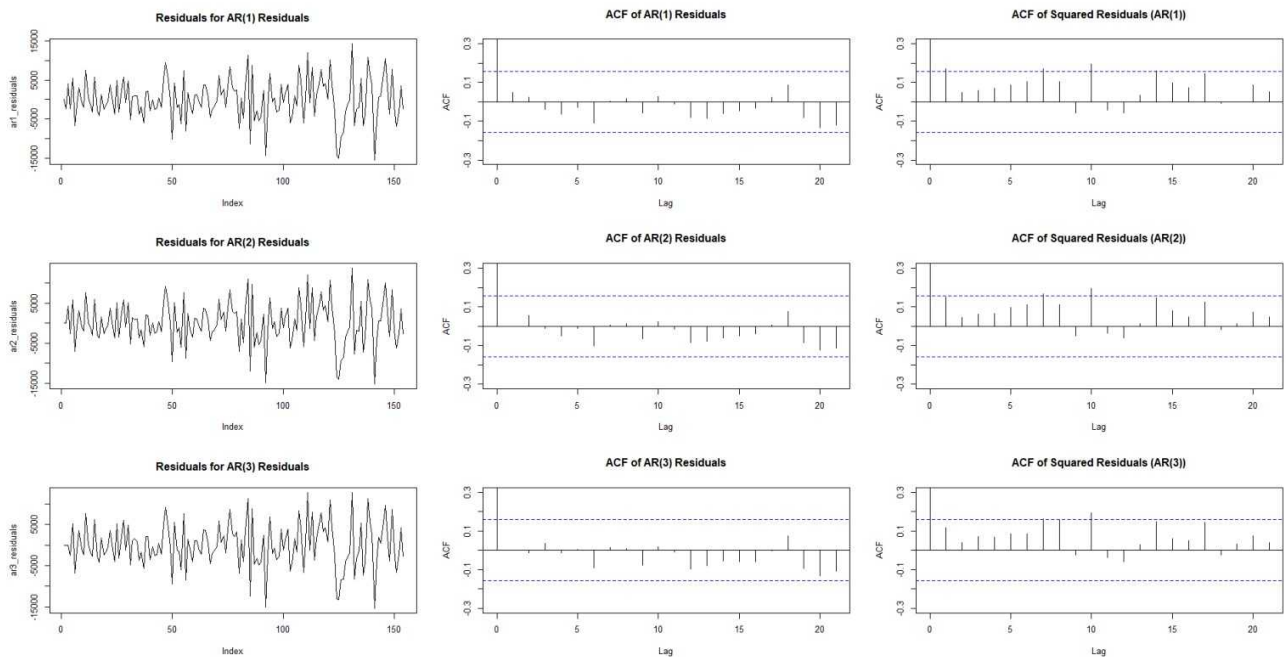 Residuals for AR(1) Residuals
ar1_residuals
15000
5000
-5000
-15000
0
50
100
150
Index
ACF of AR(1) Residuals
ACF
0.3
0.1
-0.1
-0.3
0
5
10
15
20
Lag
ACF of Squared Residuals (AR(1))
ACF
0.3
0.1
-0.1
-0.3
0
5
10
15
20
Lag
Residuals for AR(2) Residuals
ar2_residuals
5000
-5000
-15000
0
50
100
150
Index
ACF of AR(2) Residuals
ACF
0.3
0.1
-0.1
-0.3
0
5
10
15
20
Lag
ACF of Squared Residuals (AR(2))
ACF
0.3
0.1
-0.1
-0.3
0
5
10
15
20
Lag
Residuals for AR(3) Residuals
ar3_residuals
5000
-5000
-15000
0
50
100
150
Index
ACF of AR(3) Residuals
ACF
0.3
0.1
-0.1
-0.3
0
5
10
15
20
Lag
ACF of Squared Residuals (AR(3))
ACF
0.3
0.1
-0.1
-0.3
0
5
10
15
20
Lag